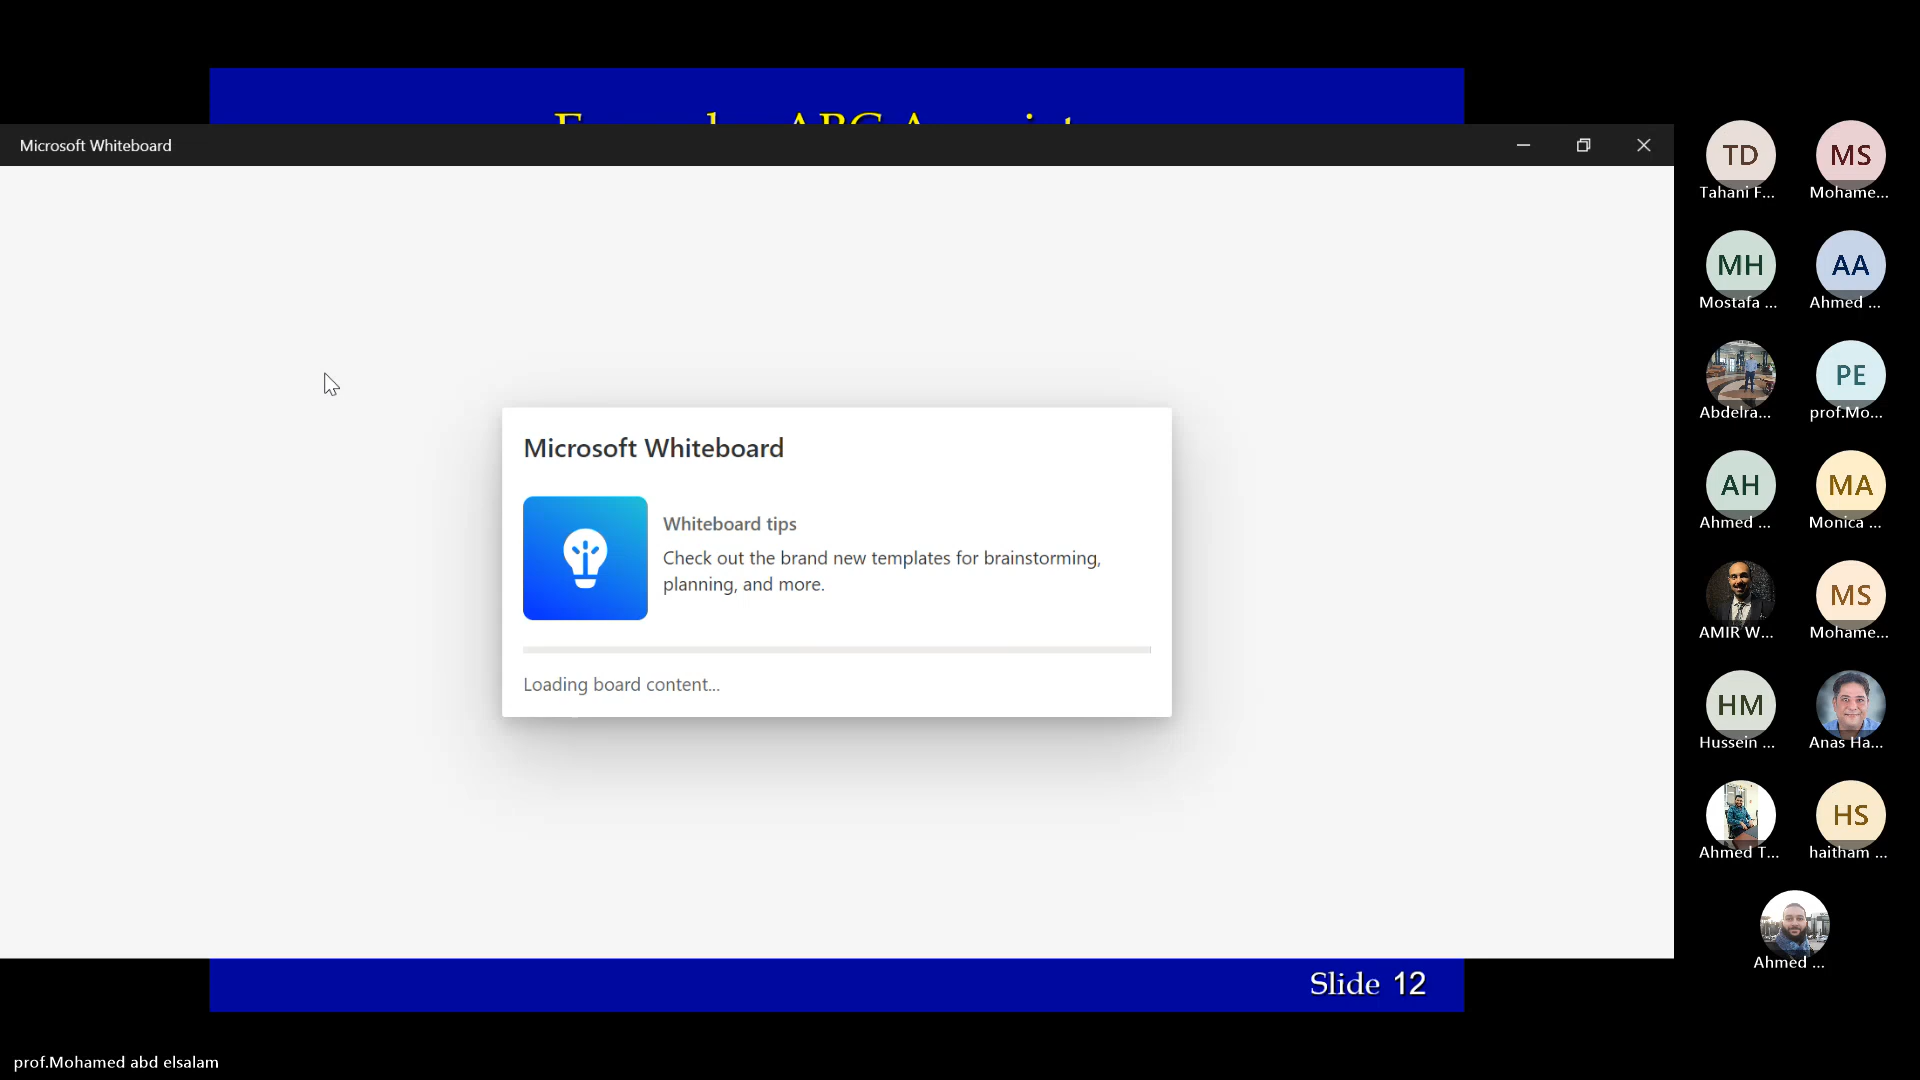 Microsoft Whiteboard
Microsoft Whiteboard
Whiteboard tips
Check out the brand new templates for brainstorming,
planning, and more.
Loading board content...
Slide 12
prof.Mohamed abd elsalam
TD
Tahani F...
MS
Mohame...
MH
Mostafa ...
AA
Ahmed ...
Abdelra...
PE
prof.Mo...
AH
Ahmed ...
MA
Monica ...
AMIR W...
MS
Mohame...
HM
Hussein ...
Anas Ha...
Ahmed T...
HS
haitham ...
Ahmed ...